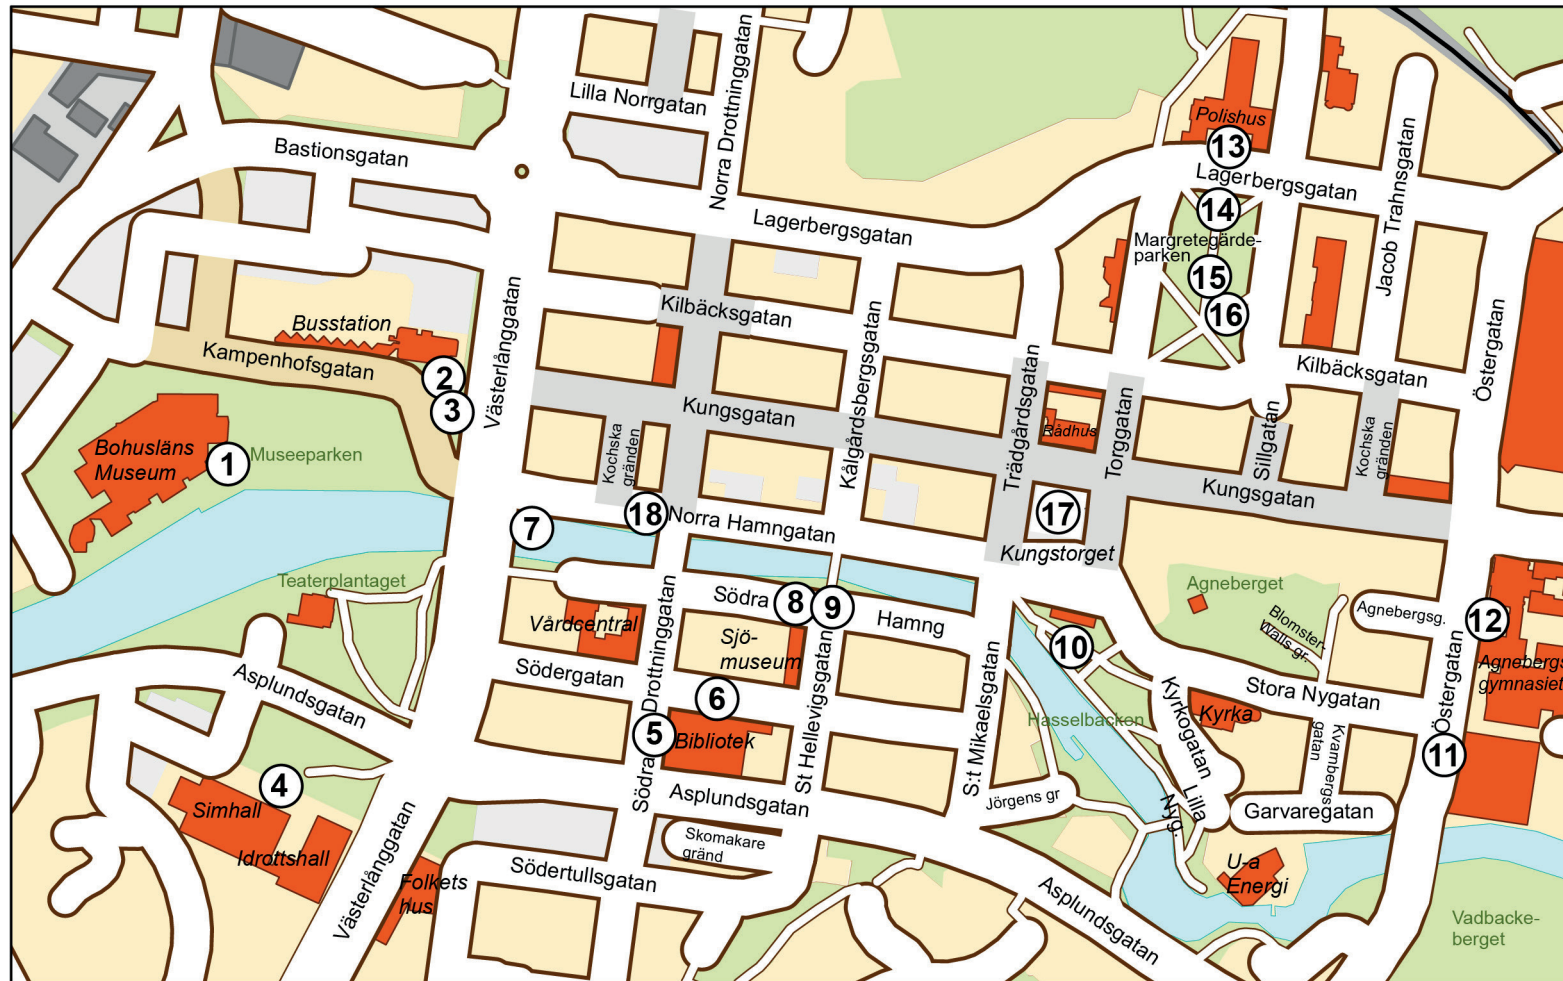 Lilla Norrgatan
Norra Drottninggatan
Bastionsgatan
Polishus
13
Lagerbergsgatan
14
Jacob Trahnsgatan
Lagerbergsgatan
Margretegärde-
parken
15
16
Busstation
Kampenhofsgatan
2
3
Västerlånggatan
Kilbäcksgatan
Kålgårdsbergsgatan
Trädgårdsgatan
Torggatan
Kilbäcksgatan
Östergatan
Kungsgatan
Rådhus
Sillgatan
Kochska
gränden
Kungsgatan
Kochska
gränden
Bohusläns
Museum
1
Museeparken
7
18
Norra Hamngatan
17
Kungstorget
Teaterplantaget
Södra
8
9
Hamng
Agneberget
Blomster-
Walls gr.
Agnebergsg.
12
Agnebergs-
gymnasiet
Vårdcentral
Södra Drottninggatan
Sjö-
museum
St Hellevigsgatan
S:t Mikaelsgatan
10
Hasselbacken
Kyrkogatan
Kyrka
Stora Nygatan
Östergatan
11
Asplundsgatan
Södergatan
6
5
Bibliotek
Kvarnbergs
gatan
4
Simhall
Idrottshall
Asplundsgatan
Jörgens gr
Lilla
Nyg.
Garvaregatan
Skomakare
gränd
Västerlånggatan
Folkets
hus
Södertullsgatan
Asplundsgatan
U-a
Energi
Vadbacke-
berget